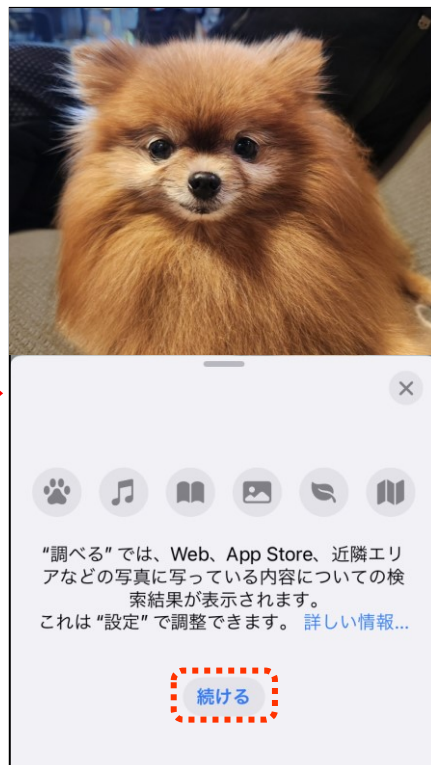 “調べる” では、Web、App Store、近隣エリ
アなどの写真に写っている内容についての検
索結果が表示されます。
これは “設定” で調整できます。 詳しい情報...
続ける